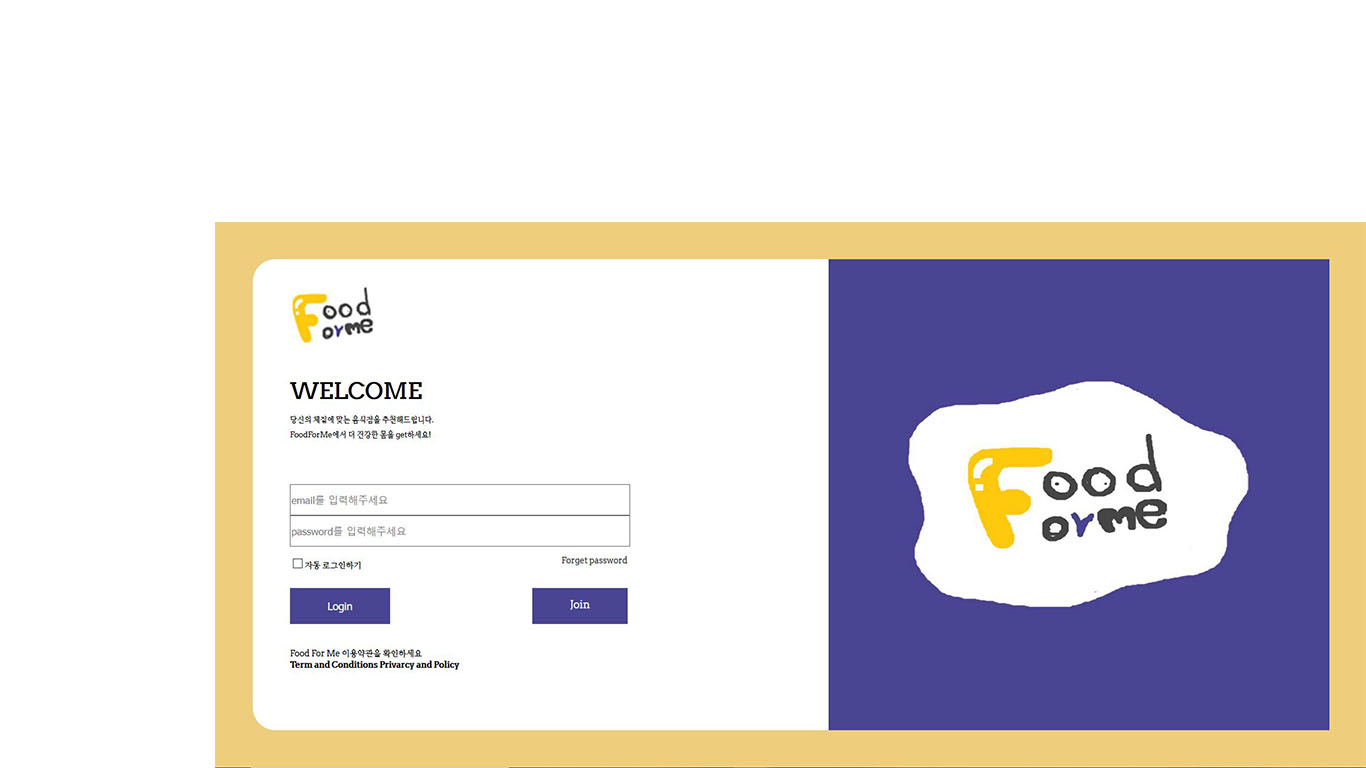 Food
orme
WELCOME
당신의 체질에 맞는 음식점을 추천해드립니다.
FoodForMe에서 더 건강한 몸을 get하세요!
email를 입력해주세요
password를 입력해주세요
자동 로그인하기
Forget password
Login
Join
Food For Me 이용약관을 확인하세요
Term and Conditions Privarcy and Policy
Food
orme